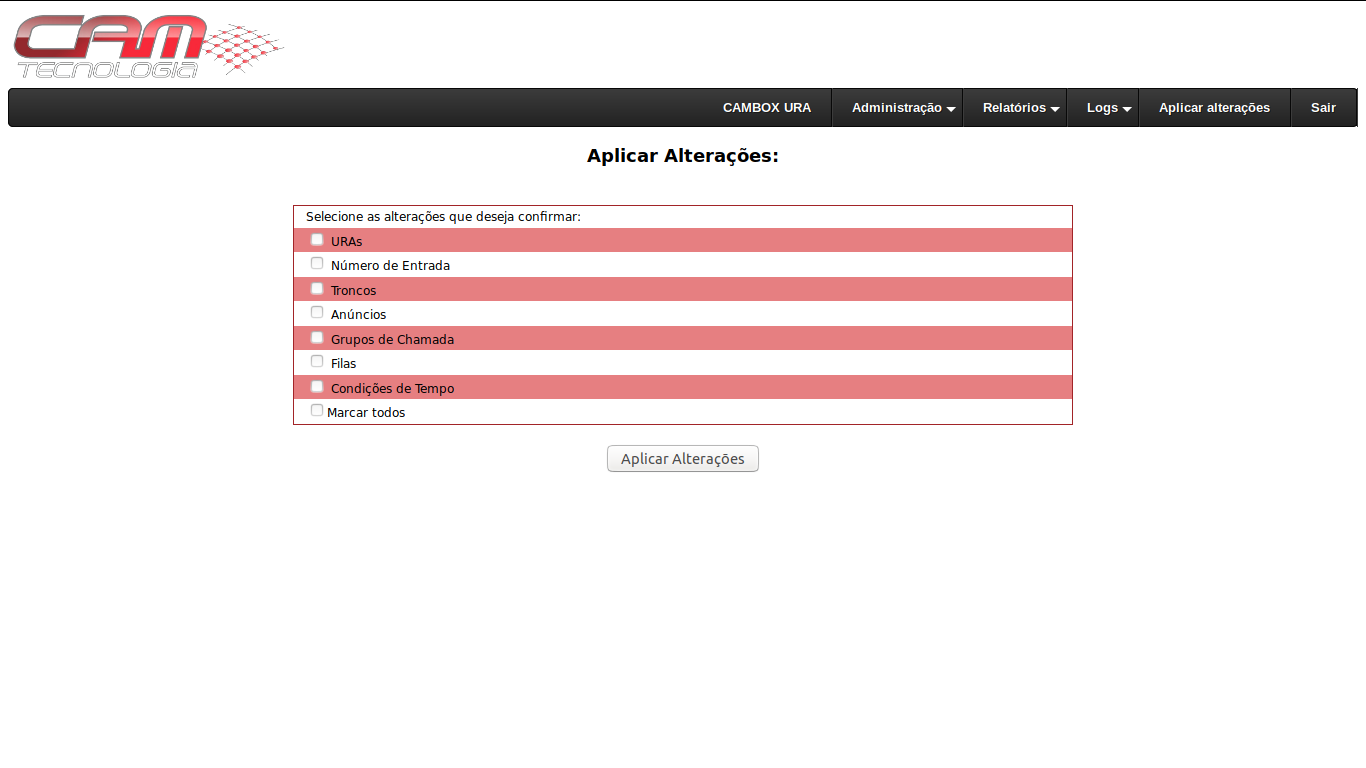 CAM
TECNOLOGIA
CAMBOX URA Administração Relatórios Logs Aplicar alterações Sair
Aplicar Alterações:
Selecione as alterações que deseja confirmar:
URAs
Número de Entrada
Troncos
Anúncios
Grupos de Chamada
Filas
Condições de Tempo
Marcar todos
Aplicar Alterações